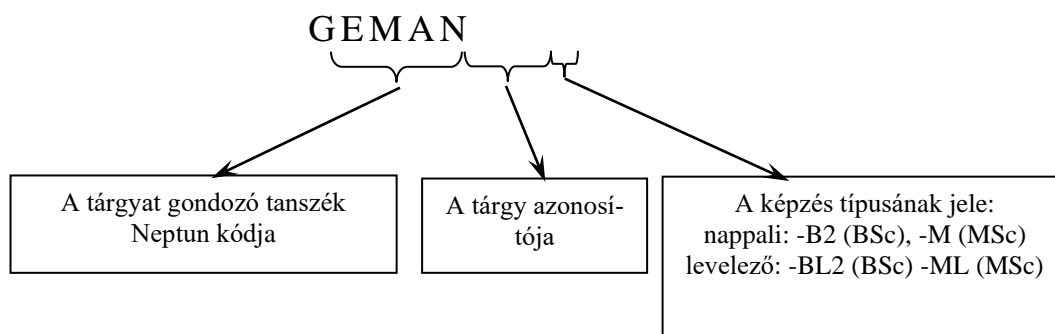 GEMAN
A tárgyat gondozó tanszék
Neptun kódja
A tárgy azonosí-
tója
A képzés típusának jele:
nappali: -B2 (BSc), -M (MSc)
levelező: -BL2 (BSc) -ML (MSc)